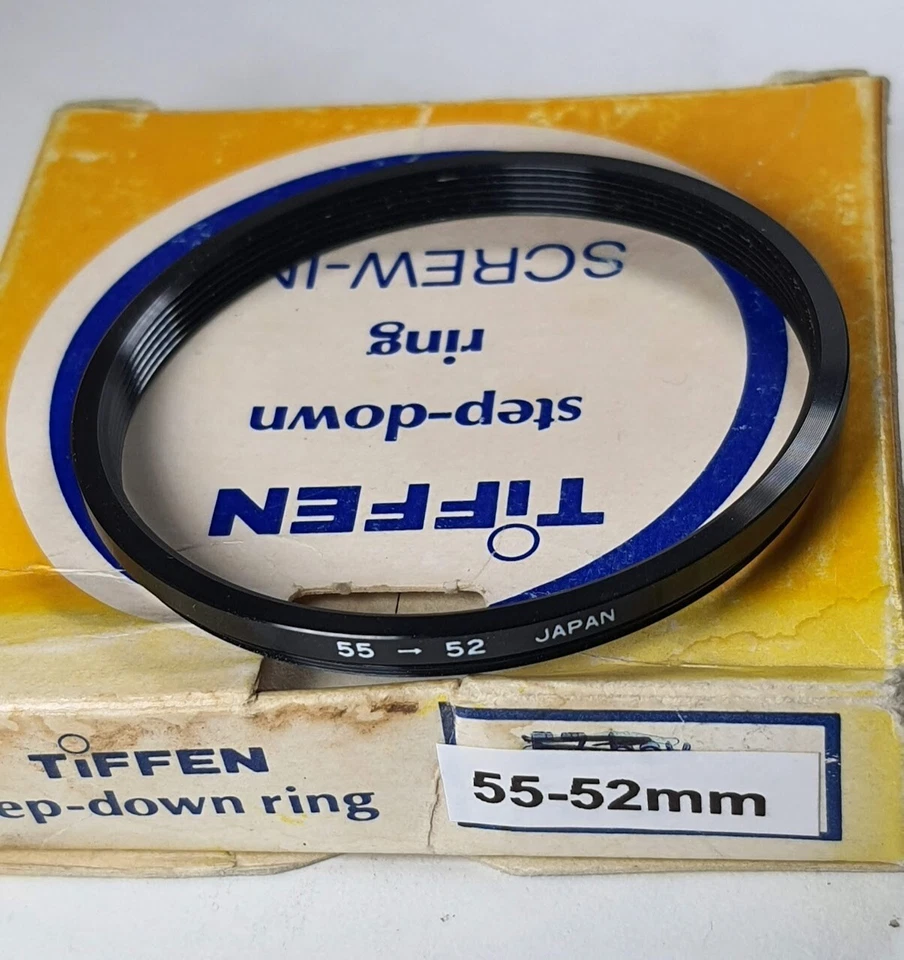 SCREW-IN
ring
step-down
TiFFEN
55 → 52 JAPAN
TiFFEN
ep-down ring
55-52mm